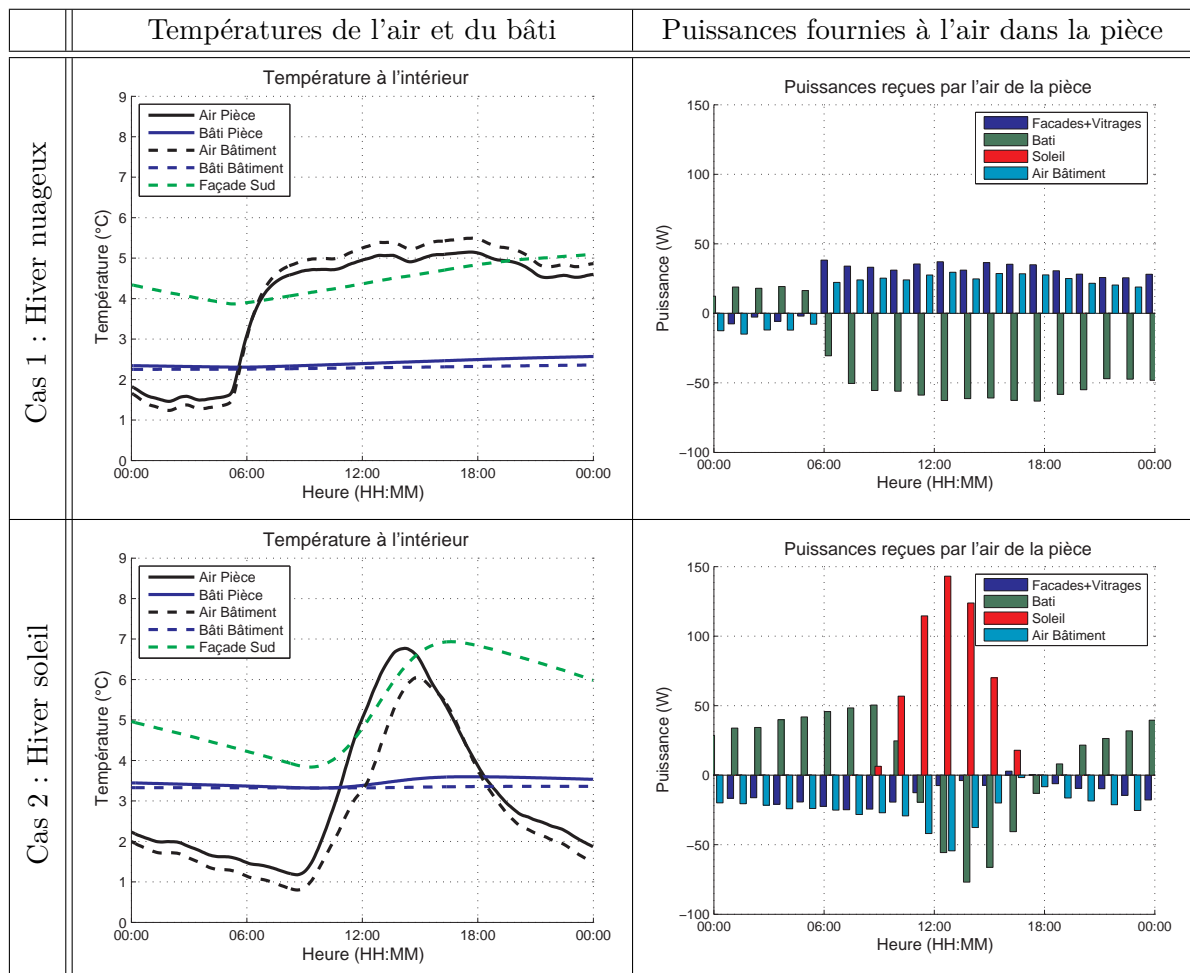 Températures de l'air et du bâti
Puissances fournies à l'air dans la pièce
Cas 1 : Hiver nuageux
Température à l'intérieur
9
8
7
6
5
4
3
2
1
0
Température (°C)
Air Pièce
Bâti Pièce
Air Bâtiment
Bâti Bâtiment
Façade Sud
00:00 06:00 12:00 18:00 00:00
Heure (HH:MM)
Puissances reçues par l'air de la pièce
150
100
50
0
−50
−100
Puissance (W)
Facades+Vitrages
Bati
Soleil
Air Bâtiment
00:00 06:00 12:00 18:00 00:00
Heure (HH:MM)
Cas 2 : Hiver soleil
Température à l'intérieur
9
8
7
6
5
4
3
2
1
0
Température (°C)
Air Pièce
Bâti Pièce
Air Bâtiment
Bâti Bâtiment
Façade Sud
00:00 06:00 12:00 18:00 00:00
Heure (HH:MM)
Puissances reçues par l'air de la pièce
150
100
50
0
−50
−100
Puissance (W)
Facades+Vitrages
Bati
Soleil
Air Bâtiment
00:00 06:00 12:00 18:00 00:00
Heure (HH:MM)